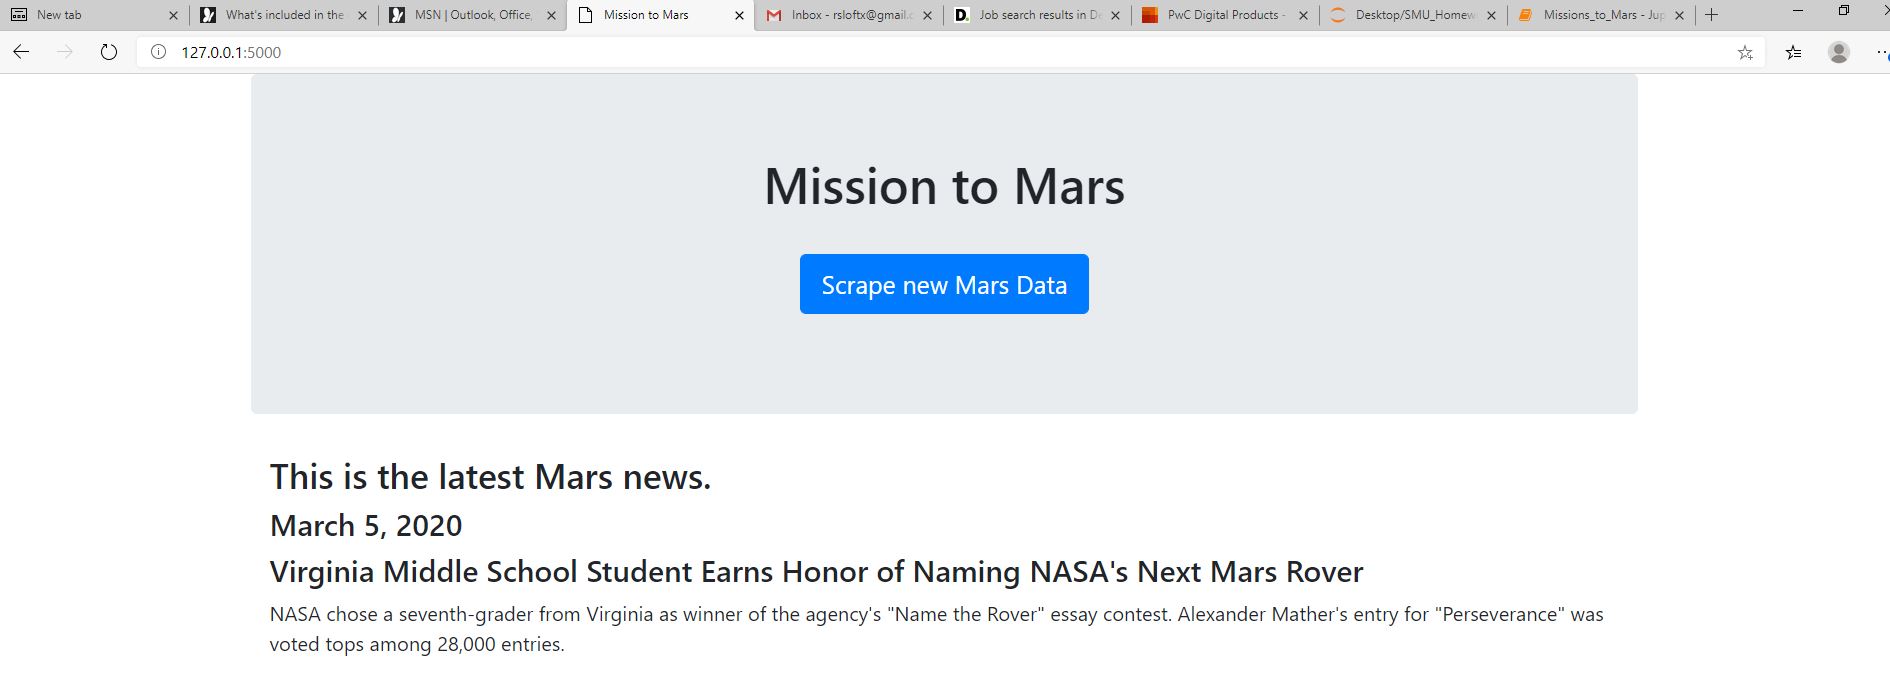 New tab
What's included in the
MSN | Outlook, Office,
Mission to Mars
Inbox - rsloftx@gmail.c
Job search results in De
PwC Digital Products -
Desktop/SMU_Homew
Missions_to_Mars - Jup
127.0.0.1:5000
Mission to Mars
Scrape new Mars Data
This is the latest Mars news.
March 5, 2020
Virginia Middle School Student Earns Honor of Naming NASA's Next Mars Rover
NASA chose a seventh-grader from Virginia as winner of the agency's "Name the Rover" essay contest. Alexander Mather's entry for "Perseverance" was
voted tops among 28,000 entries.